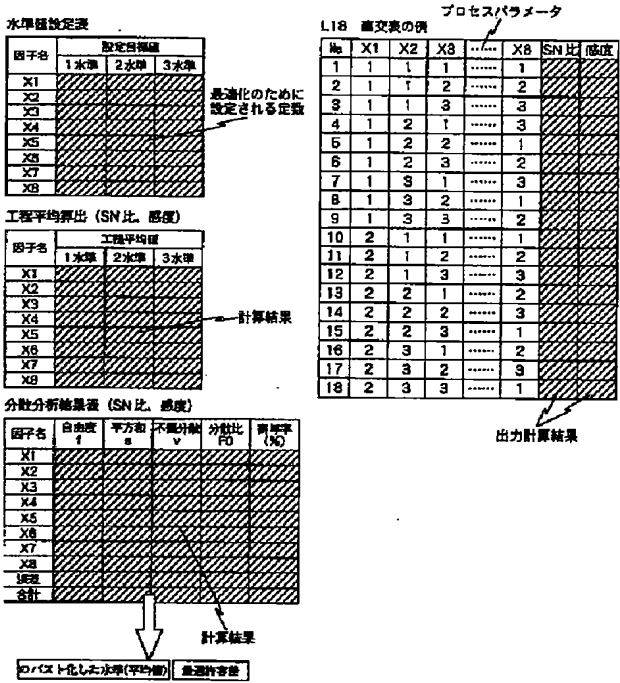 水準値設定表
因子名 設定目標値
1水準 2水準 3水準
X1
X2
X3
X4
X5
X6
X7
X8
最適化のために
設定される定数
工程平均算出(SN比、感度)
因子名 工程平均値
1水準 2水準 3水準
X1
X2
X3
X4
X5
X6
X7
X8
計算結果
分散分析結果表(SN比、感度)
因子名 自由度 f 平方和 s 不偏分散 v 分散比 F0 寄与率 (%)
X1
X2
X3
X4
X5
X6
X7
X8
誤差
合計
計算結果
ロバスト化した水準(平均値) 最適許容差
プロセスパラメータ
L18 直交表の例
№ X1 X2 X3 …… X8 SN比 感度
1 1 1 1 …… 1
2 1 1 2 …… 2
3 1 1 3 …… 3
4 1 2 1 …… 3
5 1 2 2 …… 1
6 1 2 3 …… 2
7 1 3 1 …… 3
8 1 3 2 …… 1
9 1 3 3 …… 2
10 2 1 1 …… 1
11 2 1 2 …… 2
12 2 1 3 …… 3
13 2 2 1 …… 2
14 2 2 2 …… 3
15 2 2 3 …… 1
16 2 3 1 …… 2
17 2 3 2 …… 3
18 2 3 3 …… 1
出力計算結果